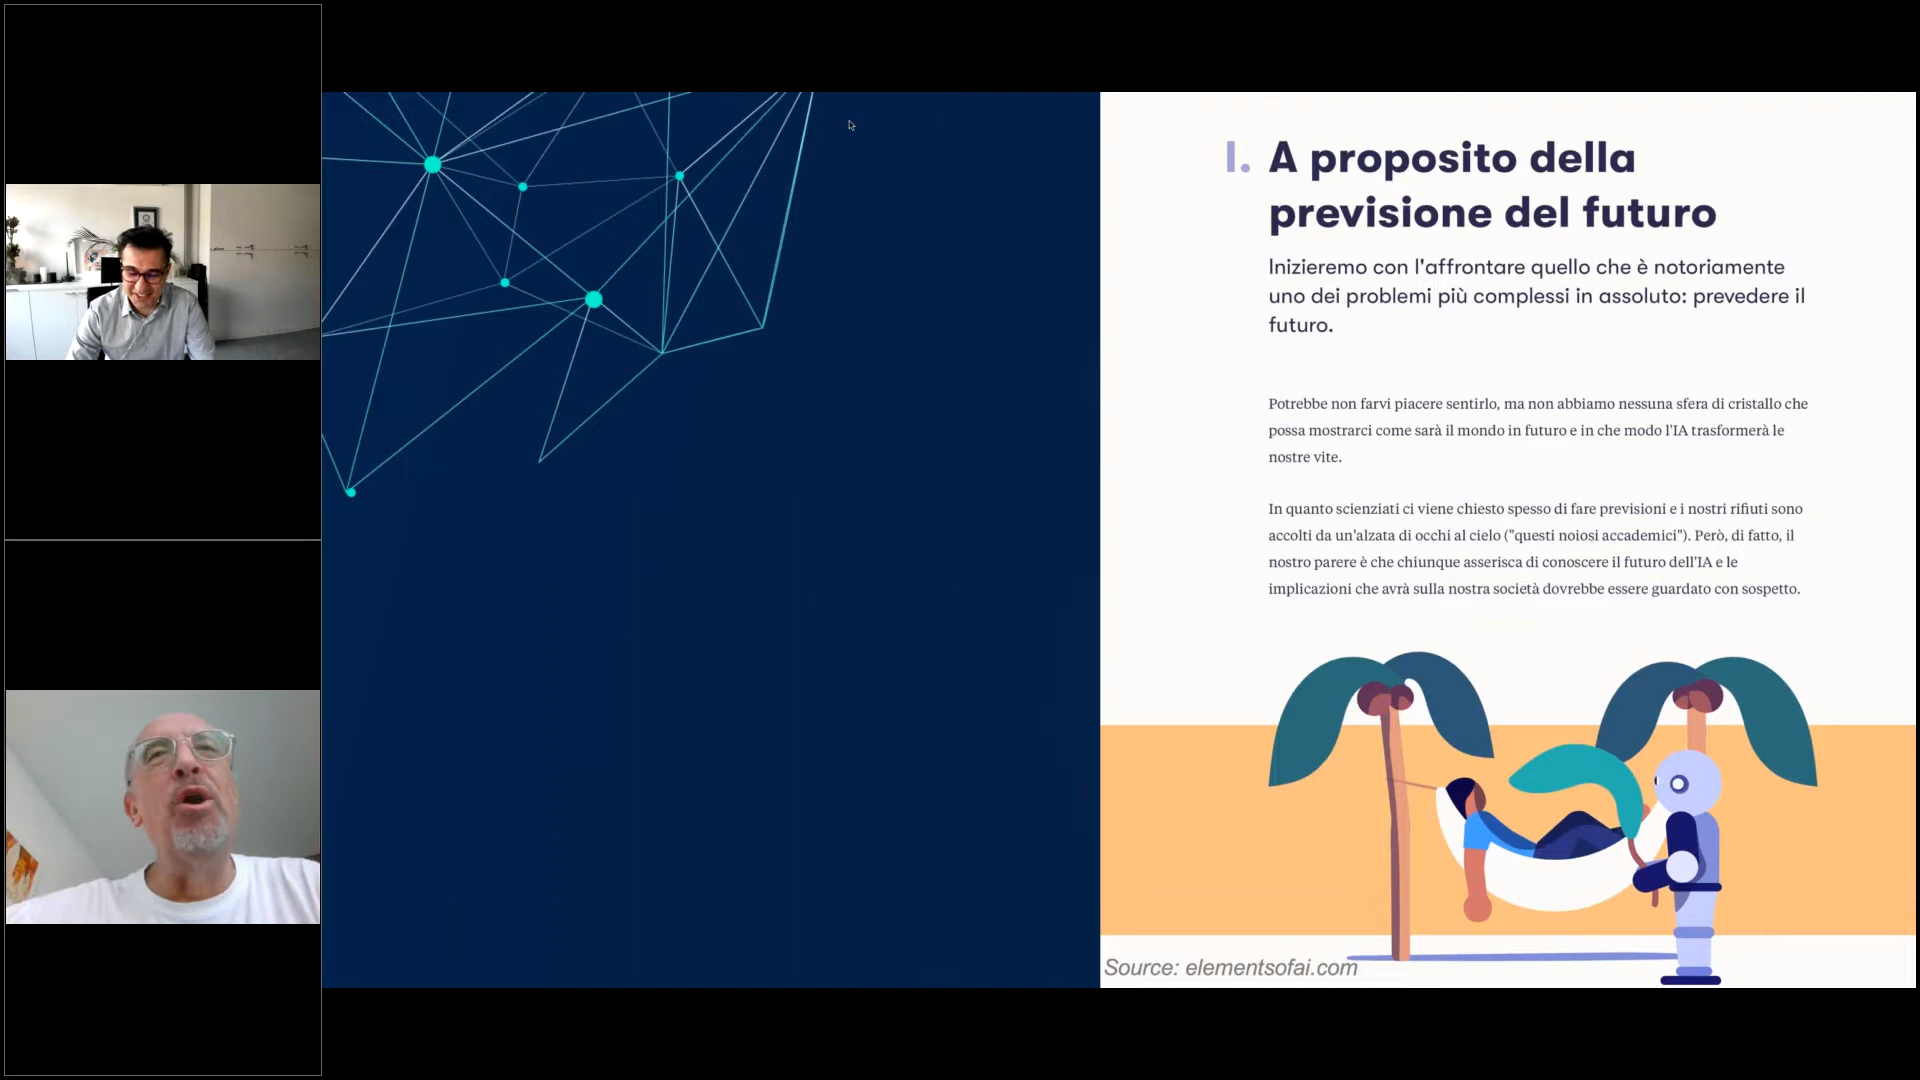 I. A proposito della
previsione del futuro
Inizieremo con l'affrontare quello che è notoriamente
uno dei problemi più complessi in assoluto: prevedere il
futuro.
Potrebbe non farvi piacere sentirlo, ma non abbiamo nessuna sfera di cristallo che
possa mostrarci come sarà il mondo in futuro e in che modo l'IA trasformerà le
nostre vite.
In quanto scienziati ci viene chiesto spesso di fare previsioni e i nostri rifiuti sono
accolti da un'alzata di occhi al cielo ("questi noiosi accademici"). Però, di fatto, il
nostro parere è che chiunque asserisca di conoscere il futuro dell'IA e le
implicazioni che avrà sulla nostra società dovrebbe essere guardato con sospetto.
Source: elementsofai.com